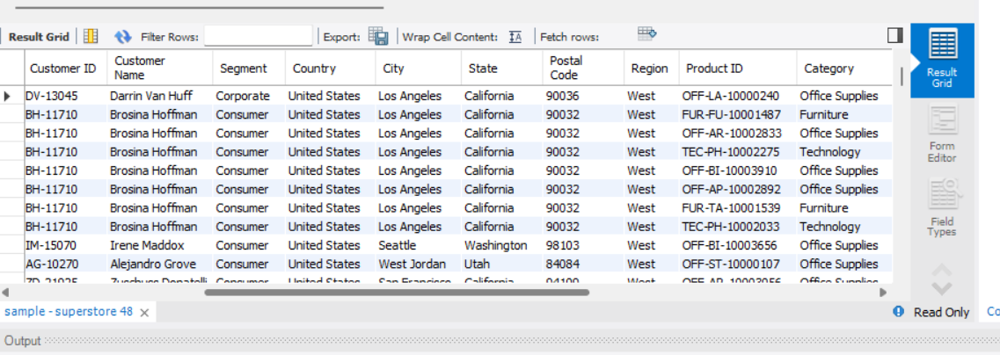 Result Grid Filter Rows: Export: Wrap Cell Content: Fetch rows:
Customer ID Customer Name Segment Country City State Postal Code Region Product ID Category
DV-13045 Darrin Van Huff Corporate United States Los Angeles California 90036 West OFF-LA-10000240 Office Supplies
BH-11710 Brosina Hoffman Consumer United States Los Angeles California 90032 West FUR-FU-10001487 Furniture
BH-11710 Brosina Hoffman Consumer United States Los Angeles California 90032 West OFF-AR-10002833 Office Supplies
BH-11710 Brosina Hoffman Consumer United States Los Angeles California 90032 West TEC-PH-10002275 Technology
BH-11710 Brosina Hoffman Consumer United States Los Angeles California 90032 West OFF-BI-10003910 Office Supplies
BH-11710 Brosina Hoffman Consumer United States Los Angeles California 90032 West OFF-AP-10002892 Office Supplies
BH-11710 Brosina Hoffman Consumer United States Los Angeles California 90032 West FUR-TA-10001539 Furniture
BH-11710 Brosina Hoffman Consumer United States Los Angeles California 90032 West TEC-PH-10002033 Technology
IM-15070 Irene Maddox Consumer United States Seattle Washington 98103 West OFF-BI-10003656 Office Supplies
AG-10270 Alejandro Grove Consumer United States West Jordan Utah 84084 West OFF-ST-10000107 Office Supplies
Consumer United States San Francisco California West Office Supplies
Result
Grid
Form
Editor
Field
Types
sample - superstore 48 Read Only Co
Output